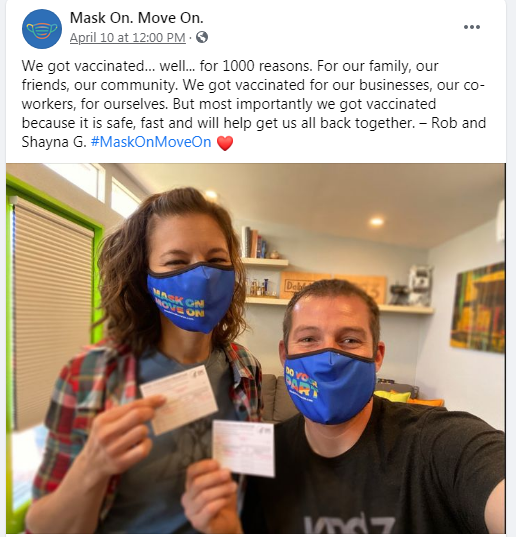 Mask On. Move On.
April 10 at 12:00 PM ·
We got vaccinated... well... for 1000 reasons. For our family, our
friends, our community. We got vaccinated for our businesses, our co-
workers, for ourselves. But most importantly we got vaccinated
because it is safe, fast and will help get us all back together. – Rob and
Shayna G. #MaskOnMoveOn
MASK ON
MOVE ON
DO YO
PART